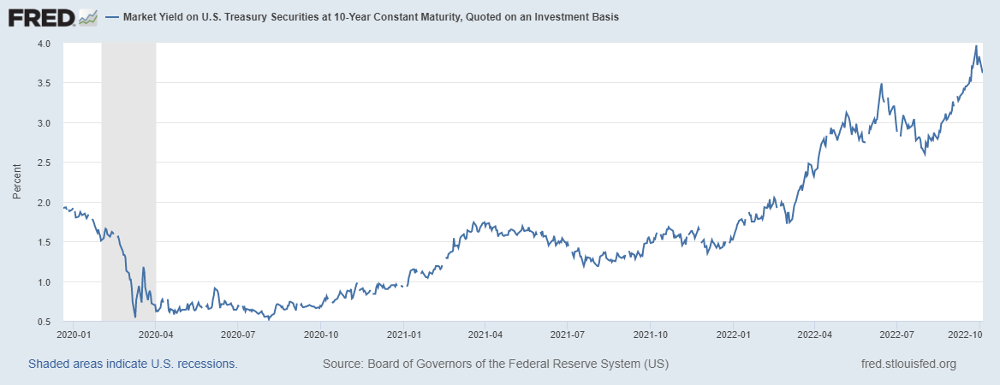 FRED Market Yield on U.S. Treasury Securities at 10-Year Constant Maturity, Quoted on an Investment Basis
Percent
4.0
3.5
3.0
2.5
2.0
1.5
1.0
0.5
2020-01 2020-04 2020-07 2020-10 2021-01 2021-04 2021-07 2021-10 2022-01 2022-04 2022-07 2022-10
Shaded areas indicate U.S. recessions. Source: Board of Governors of the Federal Reserve System (US) fred.stlouisfed.org